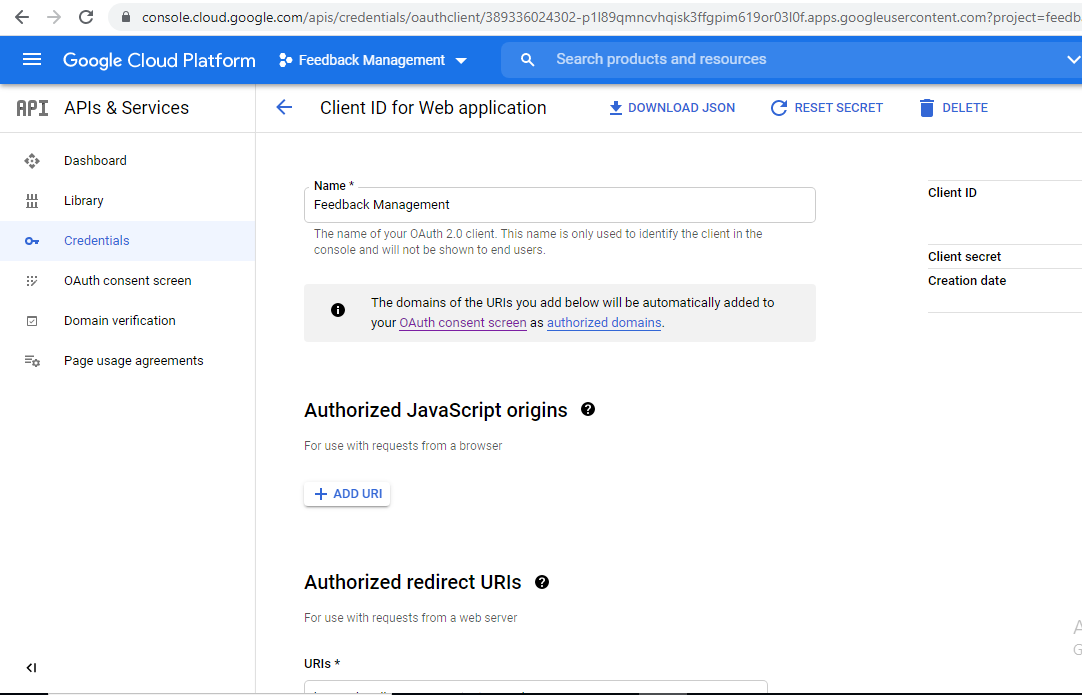 console.cloud.google.com/apis/credentials/oauthclient/389336024302-p1l89qmncvhqisk3ffgpim619or03l0f.apps.googleusercontent.com?project=feedb
Google Cloud Platform
Feedback Management
Search products and resources
API
APIs & Services
Client ID for Web application
DOWNLOAD JSON
RESET SECRET
DELETE
Dashboard
Library
Credentials
OAuth consent screen
Domain verification
Page usage agreements
Name *
Feedback Management
The name of your OAuth 2.0 client. This name is only used to identify the client in the
console and will not be shown to end users.
The domains of the URIs you add below will be automatically added to
your OAuth consent screen as authorized domains.
Authorized JavaScript origins
For use with requests from a browser
ADD URI
Authorized redirect URIs
For use with requests from a web server
URIs *
Client ID
Client secret
Creation date